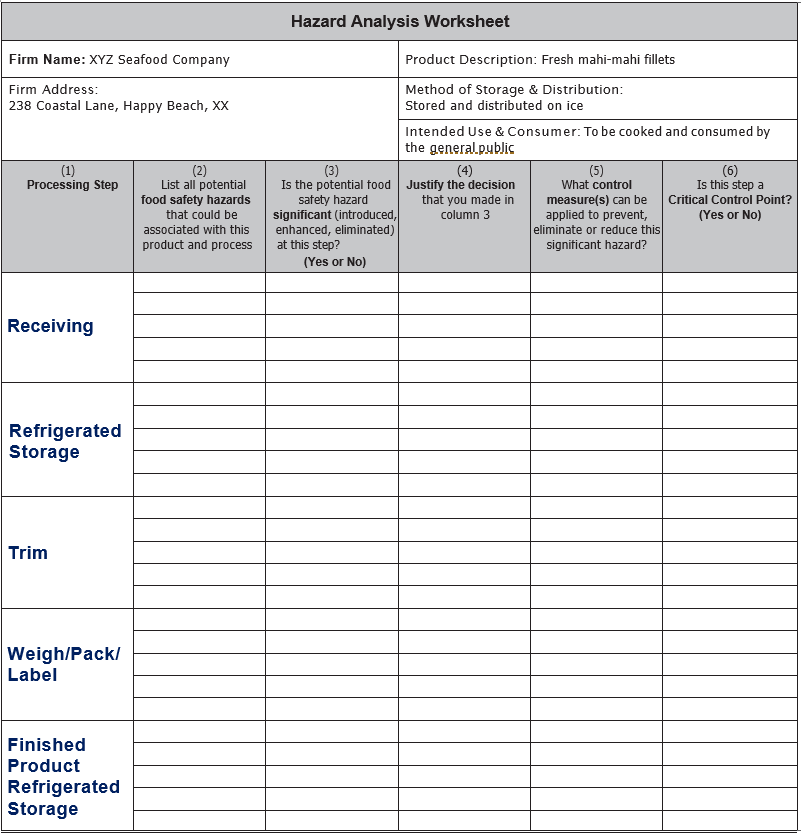 Hazard Analysis Worksheet
Firm Name: XYZ Seafood Company
Product Description: Fresh mahi-mahi fillets
Firm Address:
238 Coastal Lane, Happy Beach, XX
Method of Storage & Distribution:
Stored and distributed on ice
Intended Use & Consumer: To be cooked and consumed by
the general public
(1)
Processing Step
(2)
List all potential
food safety hazards
that could be
associated with this
product and process
(3)
Is the potential food
safety hazard
significant (introduced,
enhanced, eliminated)
at this step?
(Yes or No)
(4)
Justify the decision
that you made in
column 3
(5)
What control
measure(s) can be
applied to prevent,
eliminate or reduce this
significant hazard?
(6)
Is this step a
Critical Control Point?
(Yes or No)
Receiving
Refrigerated
Storage
Trim
Weigh/Pack/
Label
Finished
Product
Refrigerated
Storage